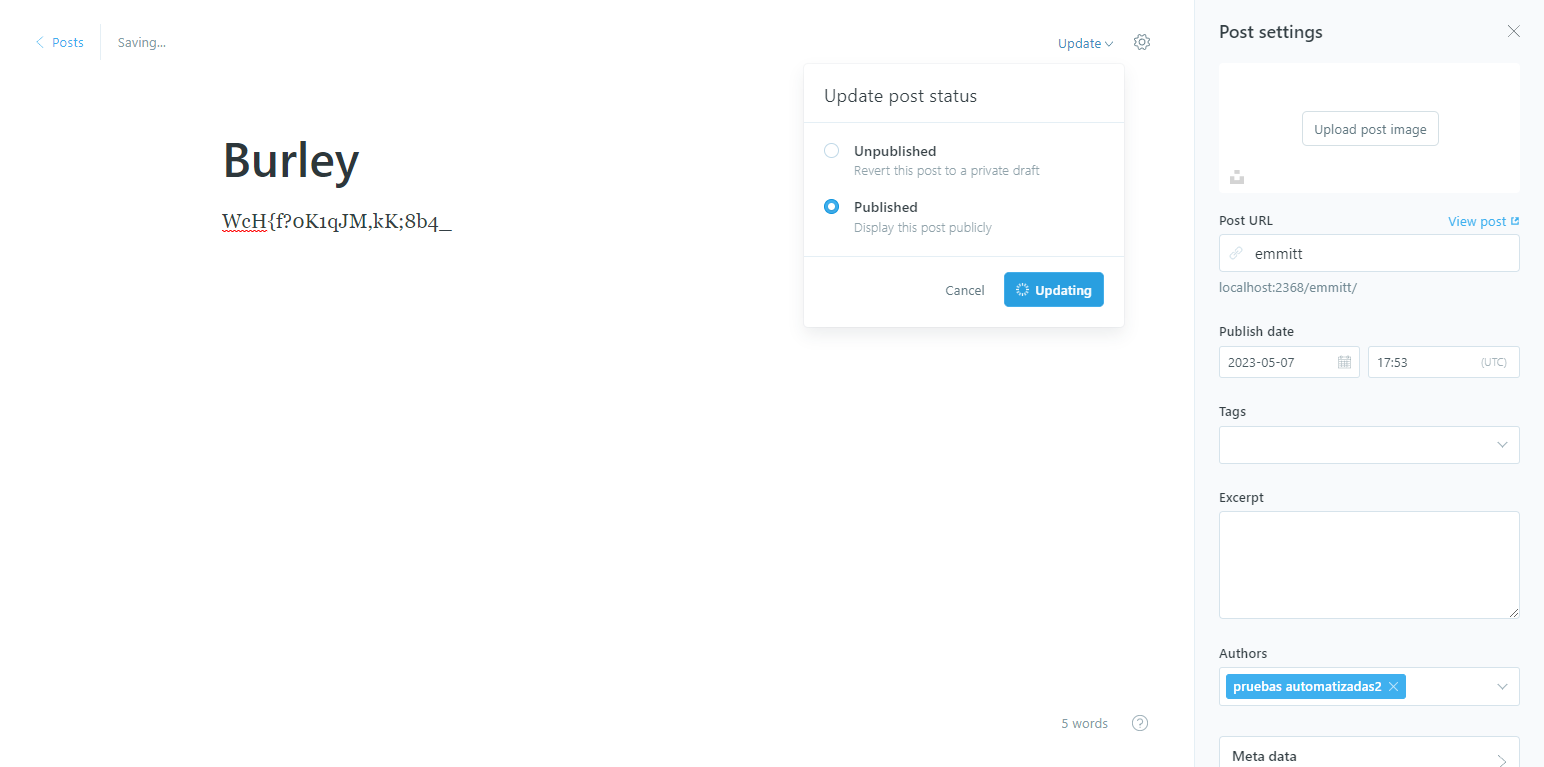 Posts
Saving...
Update
Burley
WcH{f?0K1qJM,kK;8b4_
Update post status
Unpublished
Revert this post to a private draft
Published
Display this post publicly
Cancel
Updating
5 words
?
Post settings
Upload post image
Post URL
View post
emmitt
localhost:2368/emmitt/
Publish date
2023-05-07
17:53
(UTC)
Tags
Excerpt
Authors
pruebas automatizadas2
Meta data